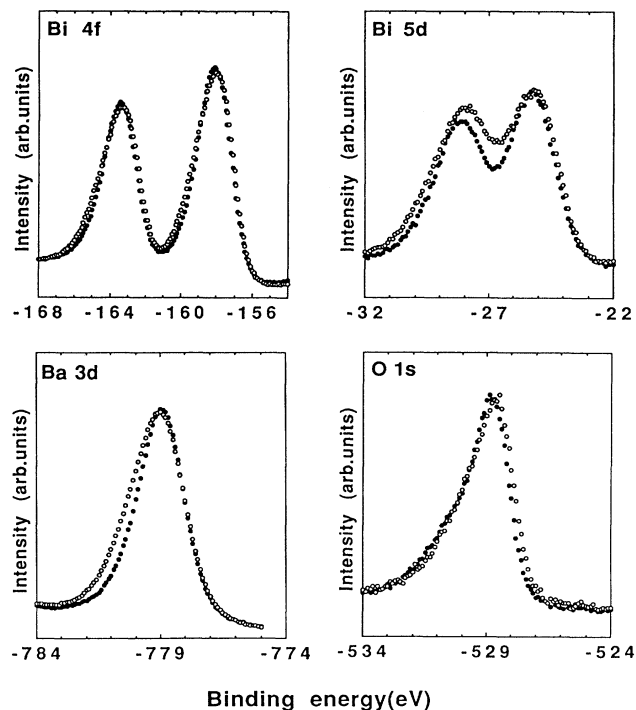 Bi 4f
Intensity (arb.units)
-168 -164 -160 -156
Bi 5d
Intensity (arb.units)
-32 -27 -22
Ba 3d
Intensity (arb.units)
-784 -779 -774
O 1s
Intensity (arb.units)
-534 -529 -524
Binding energy(eV)